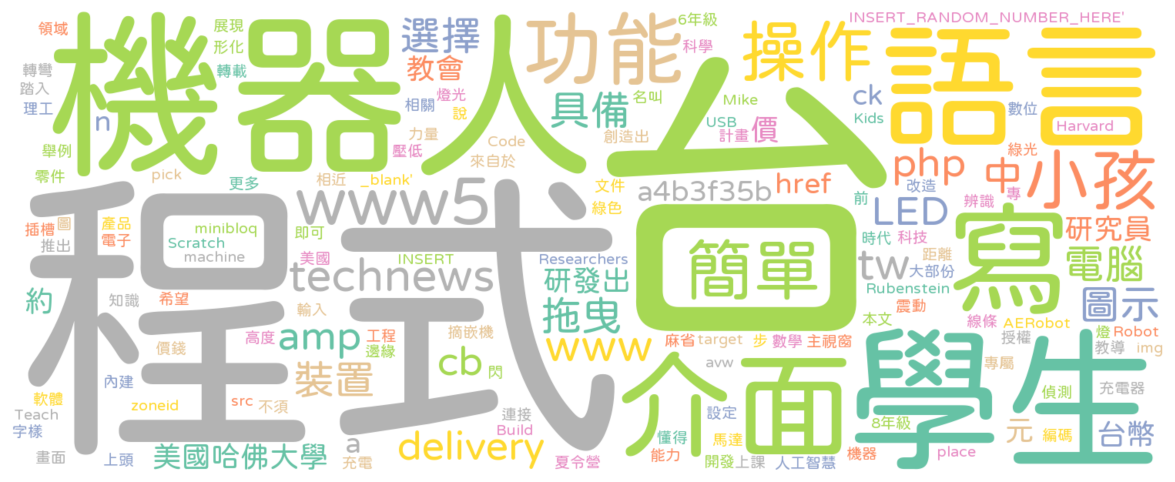 機器人
程式
台
語言
學生
介面
寫
簡單
功能
操作
小孩
www5
technews
選擇
教會
具備
價
中
php
href
a4b3f35b
LED
tw
研究員
電腦
圖示
研發出
拖曳
www
amp
cb
裝置
delivery
美國哈佛大學
約
a
元
台幣
ck
n
領域
展現
形化
轉載
轉彎
踏入
理工
舉例
零件
pick
更多
相關
燈光
說
力量
壓低
Code
來自於
相近
_blank'
6年級
科學
INSERT_RANDOM_NUMBER_HERE'
名叫
Mike
USB
計畫
創造出
Kids
數位
Harvard
綠光
前
改造
辨識
專
文件
綠色
時代
科技
距離
大部份
Rubenstein
震動
本文
線條
AERobot
燈
Robot
授權
教導
img
插槽
圖
產品
電子
推出
minibloq
Scratch
machine
即可
美國
INSERT
Researchers
知識
希望
輸入
高度
工程
邊緣
摘嵌機
價錢
閃
內建
軟體
Teach
字樣
zoneid
src
不須
連接
Build
畫面
上頭
充電
夏令營
麻省
target
步
數學
主視窗
avw
設定
懂得
能力
馬達
開發
上課
人工智慧
機器
8年級
place
專屬
偵測
充電器
編碼